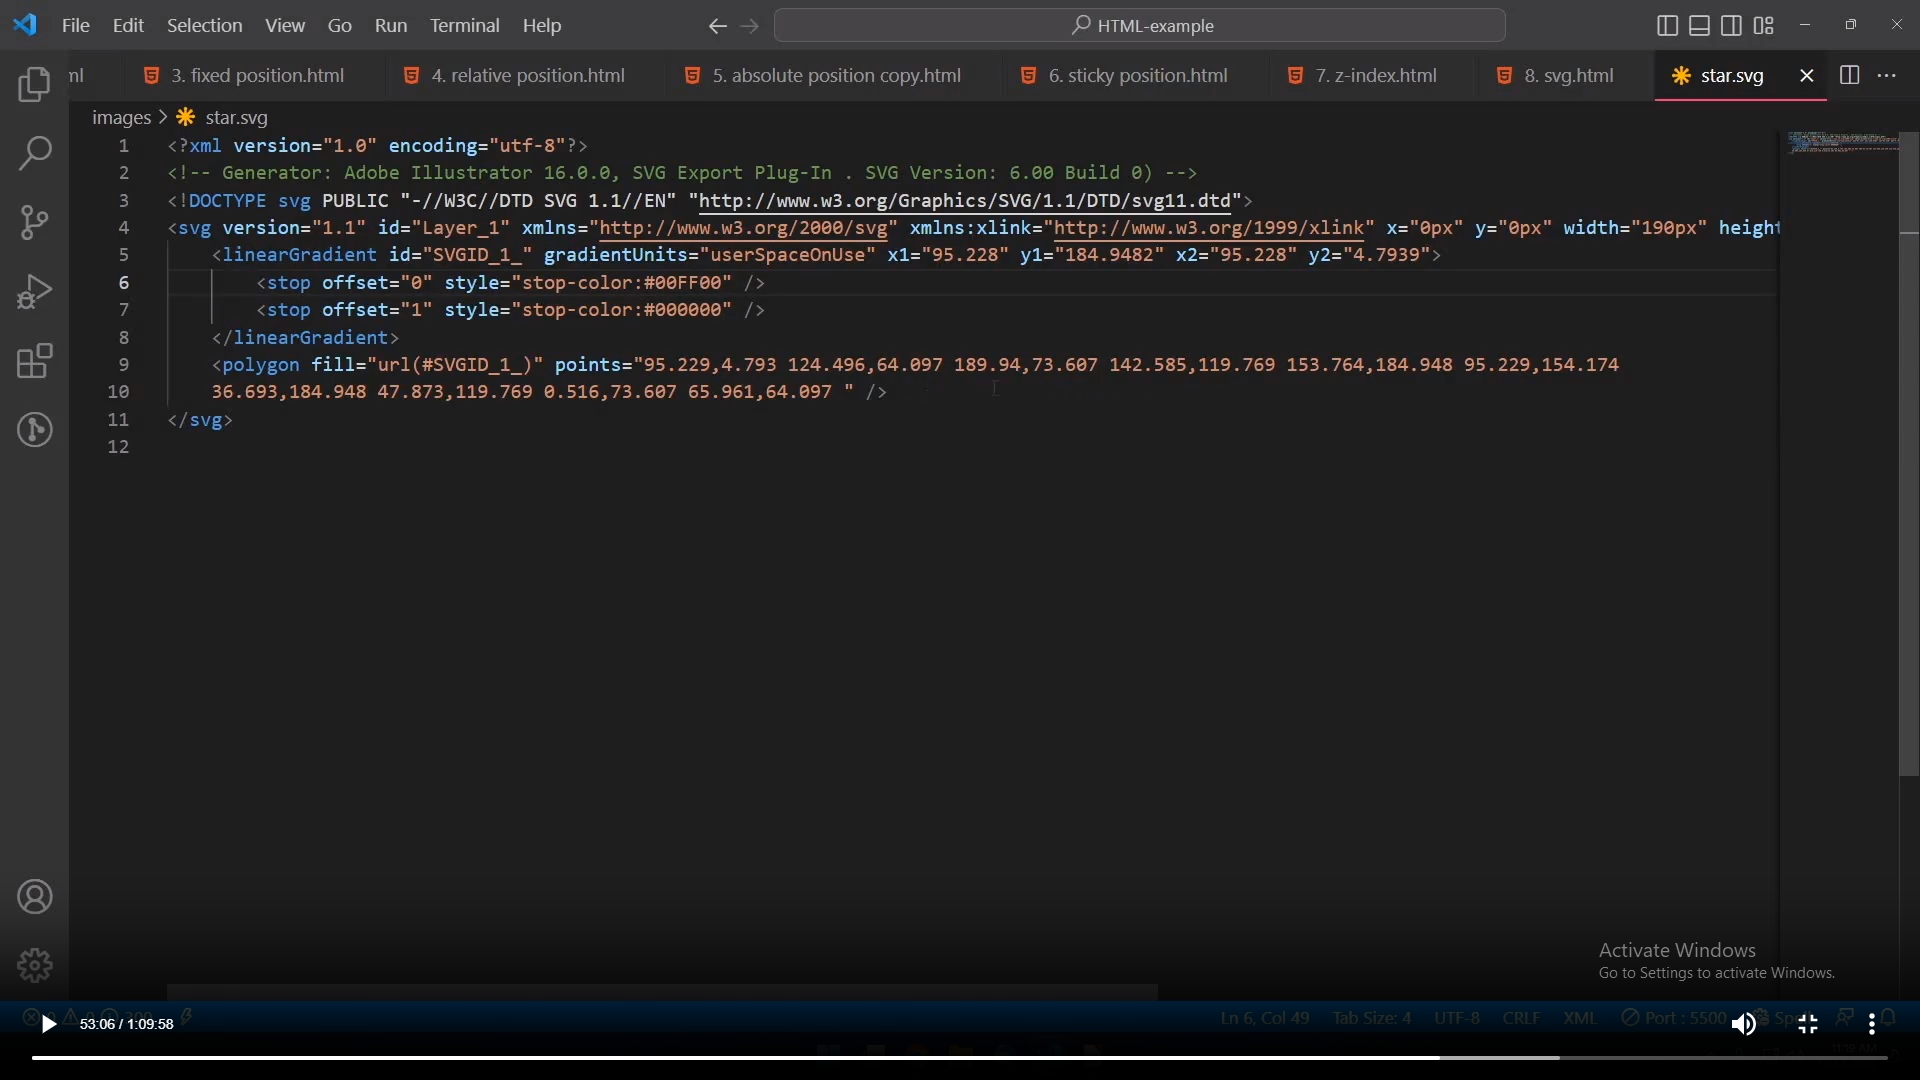 File Edit Selection View Go Run Terminal Help HTML-example
ml 3. fixed position.html 4. relative position.html 5. absolute position copy.html 6. sticky position.html 7. z-index.html 8. svg.html star.svg
images > star.svg
1 <?xml version="1.0" encoding="utf-8"?>
2 <!-- Generator: Adobe Illustrator 16.0.0, SVG Export Plug-In . SVG Version: 6.00 Build 0) -->
3 <!DOCTYPE svg PUBLIC "-//W3C//DTD SVG 1.1//EN" "http://www.w3.org/Graphics/SVG/1.1/DTD/svg11.dtd">
4 <svg version="1.1" id="Layer_1" xmlns="http://www.w3.org/2000/svg" xmlns:xlink="http://www.w3.org/1999/xlink" x="0px" y="0px" width="190px" height
5 <linearGradient id="SVGID_1_" gradientUnits="userSpaceOnUse" x1="95.228" y1="184.9482" x2="95.228" y2="4.7939">
6 <stop offset="0" style="stop-color:#00FF00" />
7 <stop offset="1" style="stop-color:#000000" />
8 </linearGradient>
9 <polygon fill="url(#SVGID_1_)" points="95.229,4.793 124.496,64.097 189.94,73.607 142.585,119.769 153.764,184.948 95.229,154.174
10 36.693,184.948 47.873,119.769 0.516,73.607 65.961,64.097 " />
11 </svg>
12
Activate Windows
Go to Settings to activate Windows.
Ln 6, Col 49 Tab Size: 4 UTF-8 CRLF XML Port : 5500
53:06 / 1:09:58